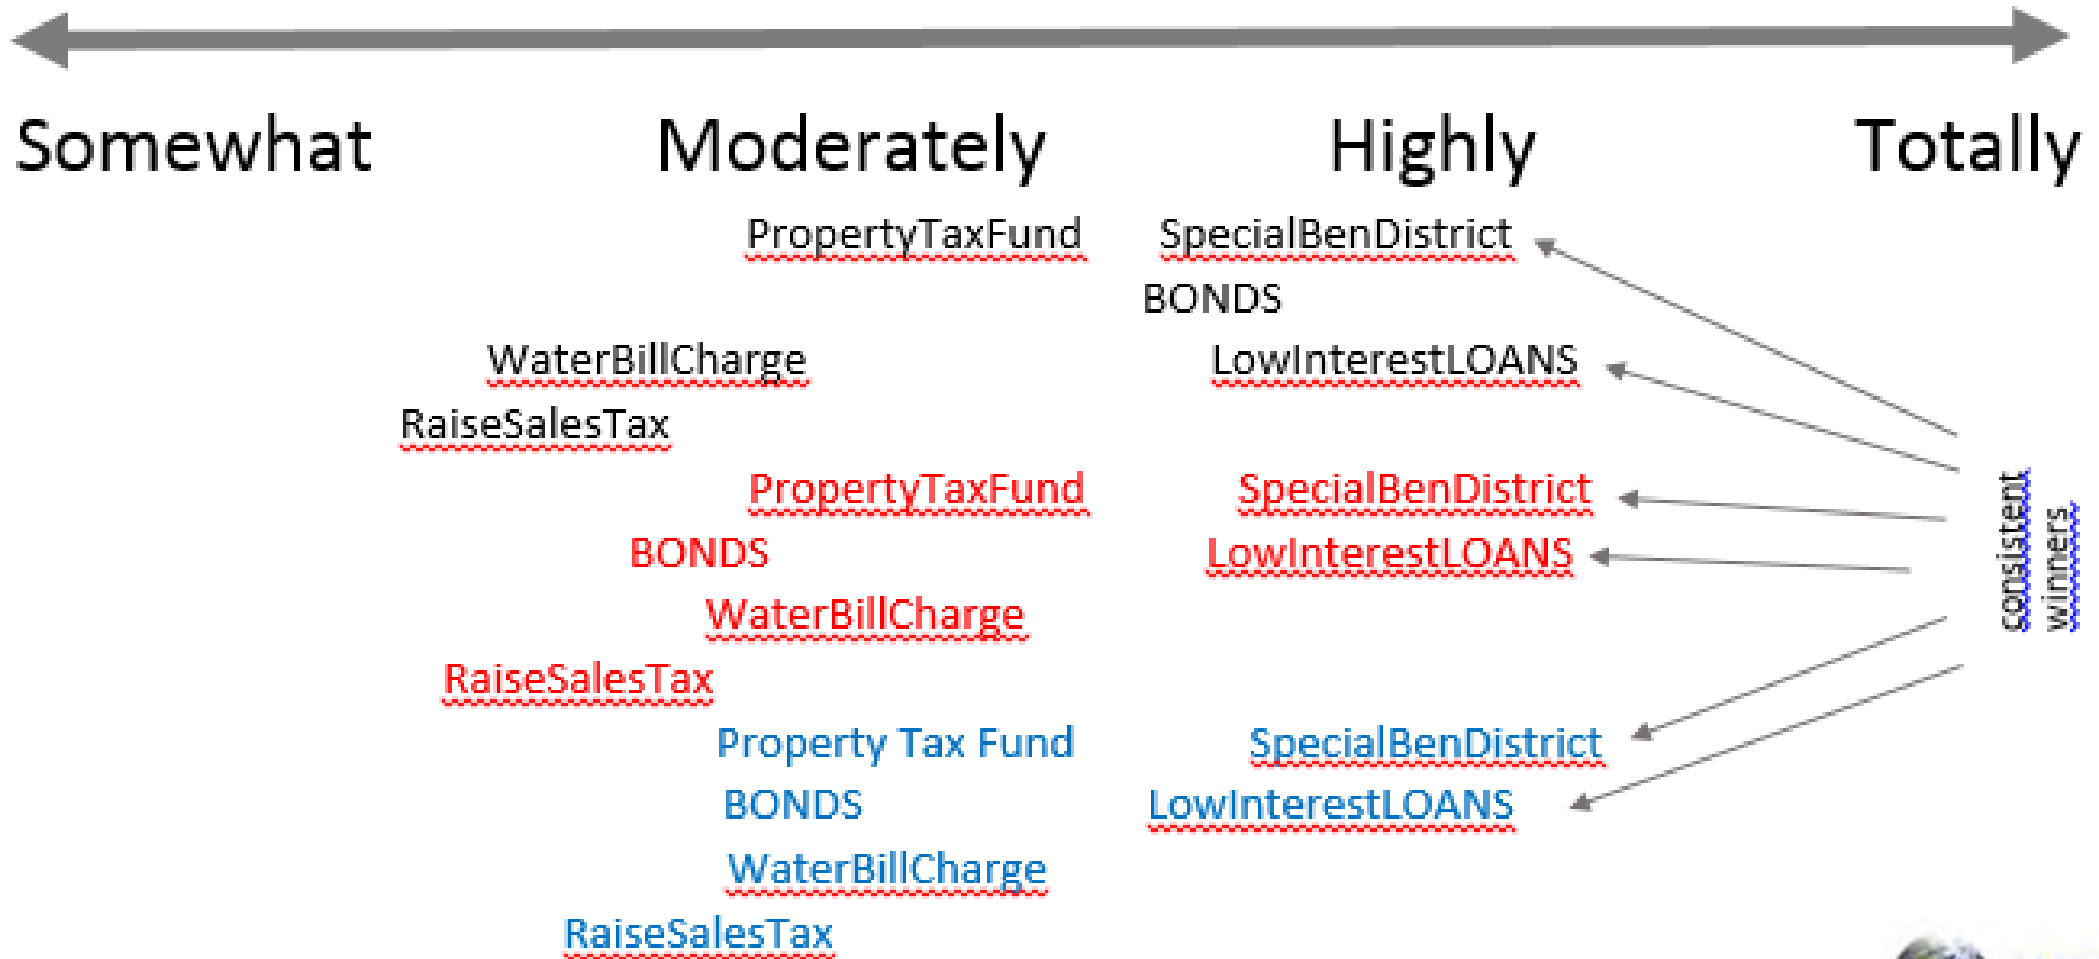 Somewhat Moderately Highly Totally
PropertyTaxFund SpecialBenDistrict
BONDS
WaterBillCharge LowInterestLOANS
RaiseSalesTax
PropertyTaxFund SpecialBenDistrict
BONDS LowInterestLOANS
WaterBillCharge
RaiseSalesTax
Property Tax Fund SpecialBenDistrict
BONDS LowInterestLOANS
WaterBillCharge
RaiseSalesTax
consistent
winners